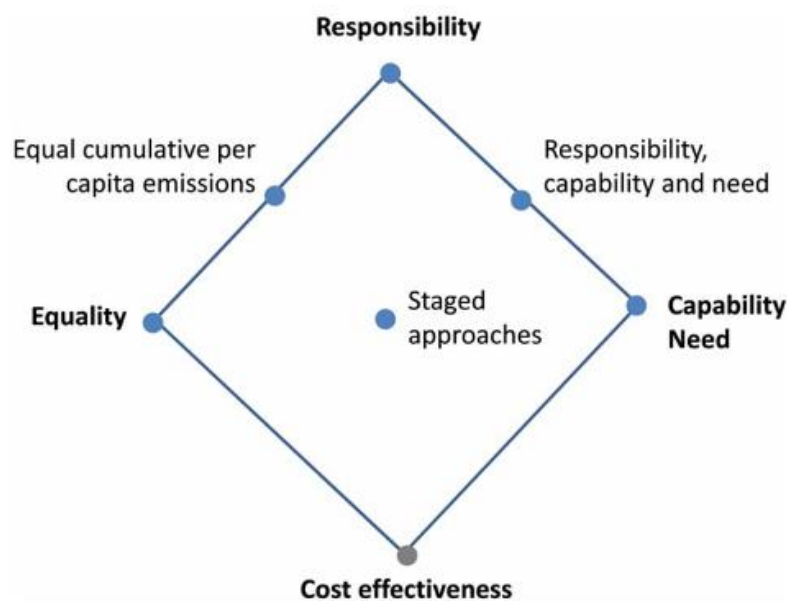 Responsibility
Equal cumulative per
capita emissions
Responsibility,
capability and need
Equality
Staged
approaches
Capability
Need
Cost effectiveness